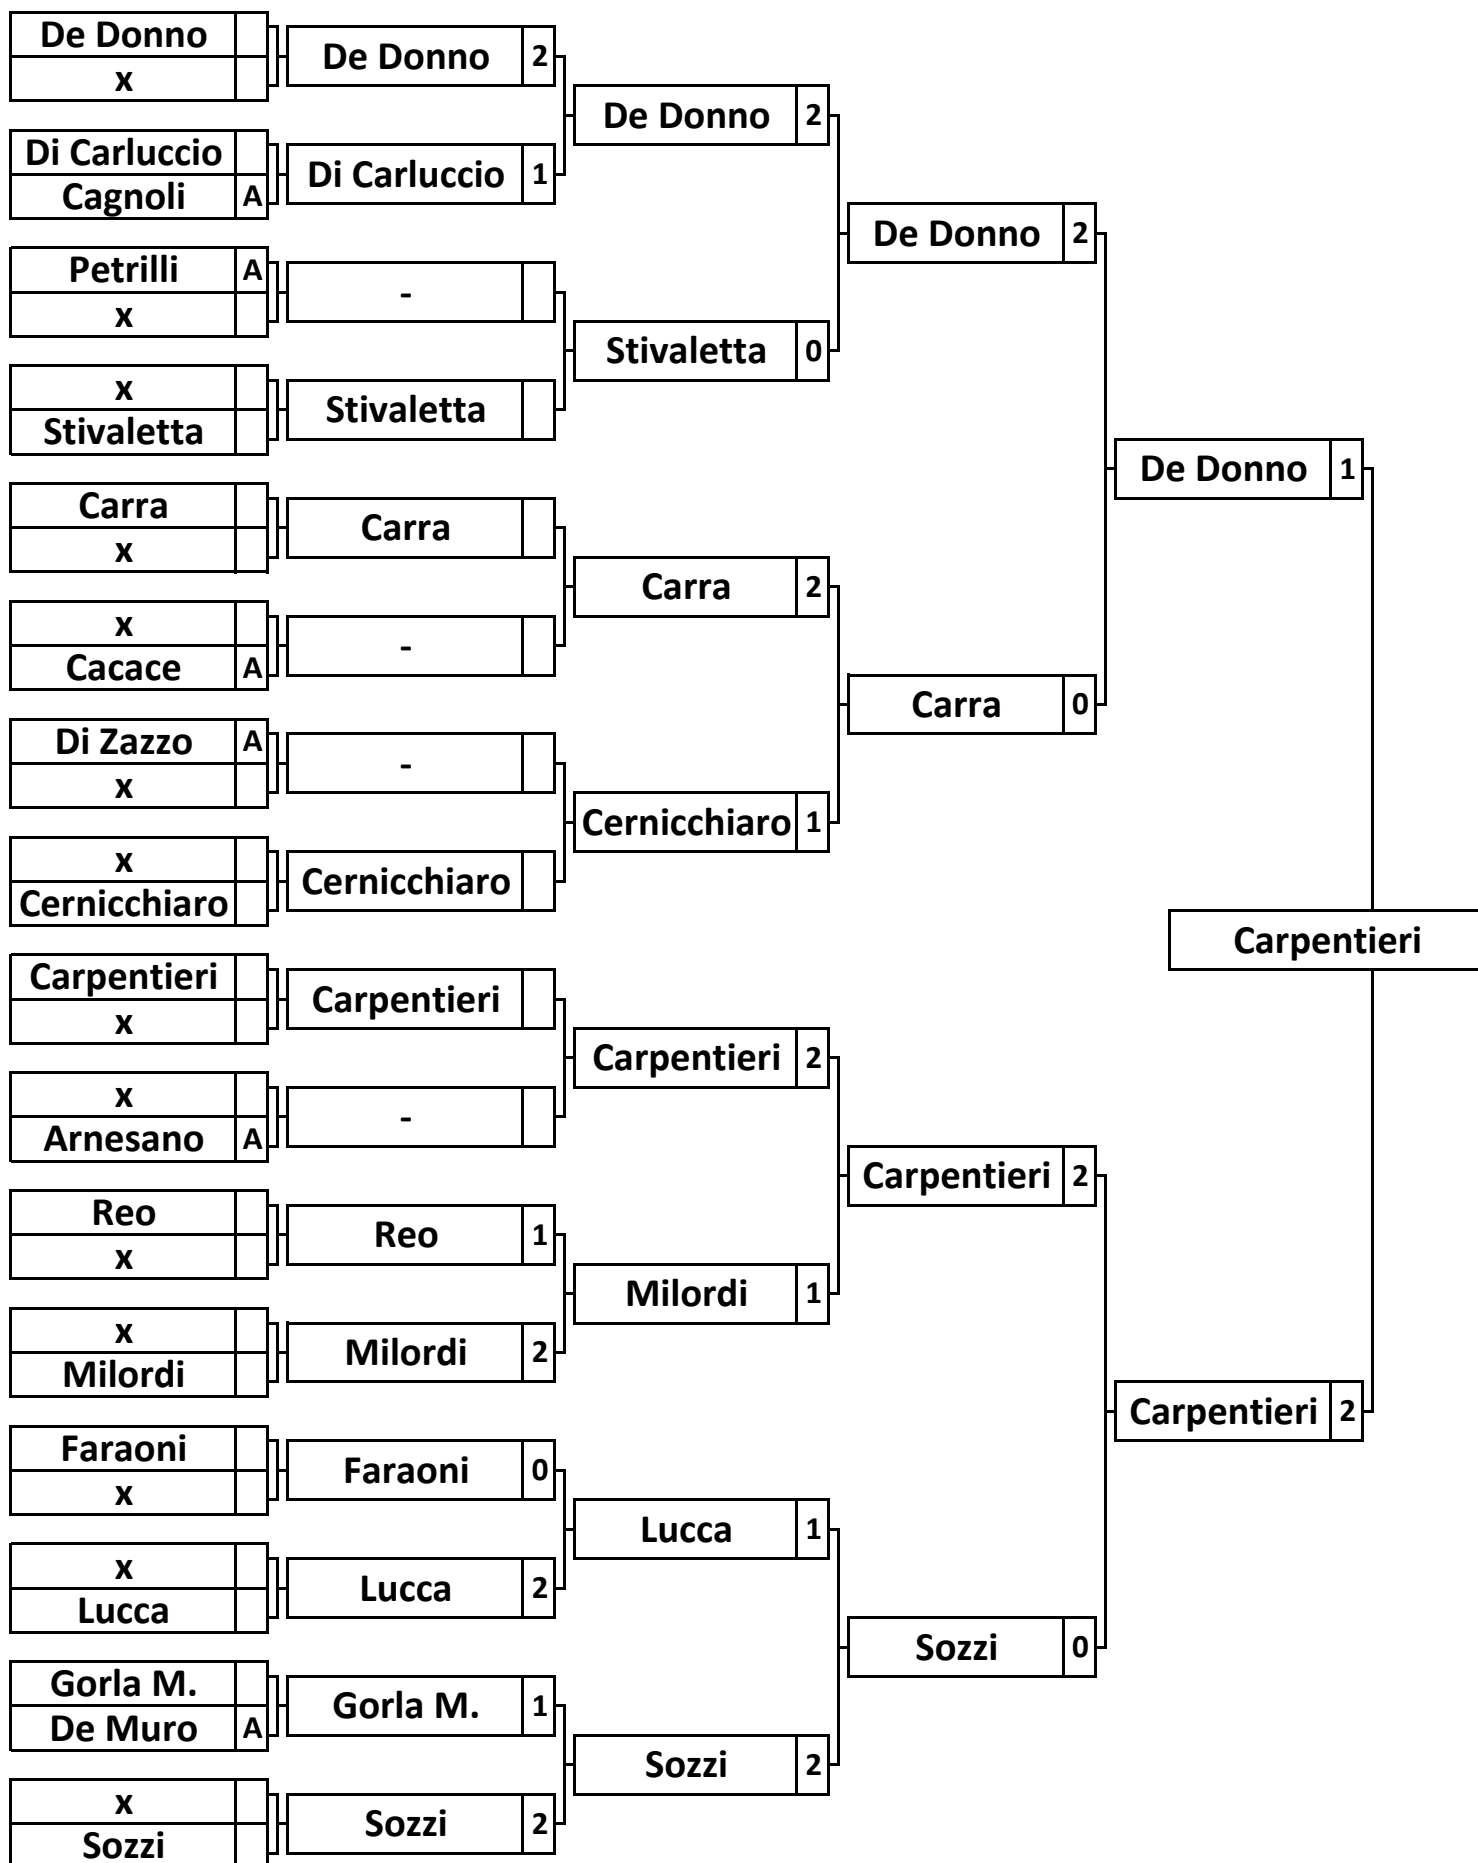 De Donno
x
Di Carluccio
Cagnoli A
Petrilli A
x
x
Stivaletta
Carra
x
x
Cacace A
Di Zazzo A
x
x
Cernicchiaro
Carpentieri
x
x
Arnesano A
Reo
x
x
Milordi
Faraoni
x
x
Lucca
Gorla M.
De Muro A
x
Sozzi
De Donno 2
Di Carluccio 1
-
Stivaletta
Carra
-
-
Cernicchiaro
Carpentieri
-
Reo 1
Milordi 2
Faraoni 0
Lucca 2
Gorla M. 1
Sozzi 2
De Donno 2
Stivaletta 0
Carra 2
Cernicchiaro 1
Carpentieri 2
Milordi 1
Lucca 1
Sozzi 2
De Donno 2
Carra 0
Carpentieri 2
Sozzi 0
De Donno 1
Carpentieri 2
Carpentieri